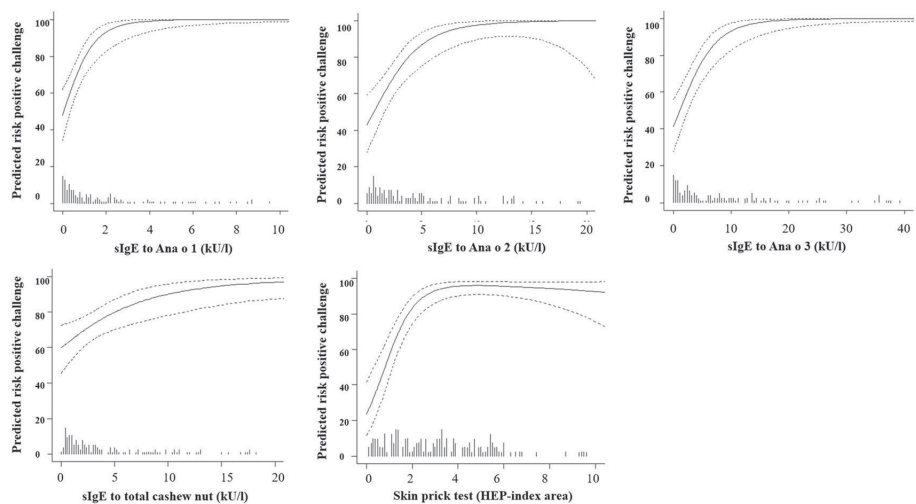 Predicted risk positive challenge
100
80
60
40
20
0
0 2 4 6 8 10
sIgE to Ana o 1 (kU/l)
Predicted risk positive challenge
100
80
60
40
20
0
0 5 10 15 20
sIgE to Ana o 2 (kU/l)
Predicted risk positive challenge
100
80
60
40
20
0
0 10 20 30 40
sIgE to Ana o 3 (kU/l)
Predicted risk positive challenge
100
80
60
40
20
0
0 5 10 15 20
sIgE to total cashew nut (kU/l)
Predicted risk positive challenge
100
80
60
40
20
0
0 2 4 6 8 10
Skin prick test (HEP-index area)